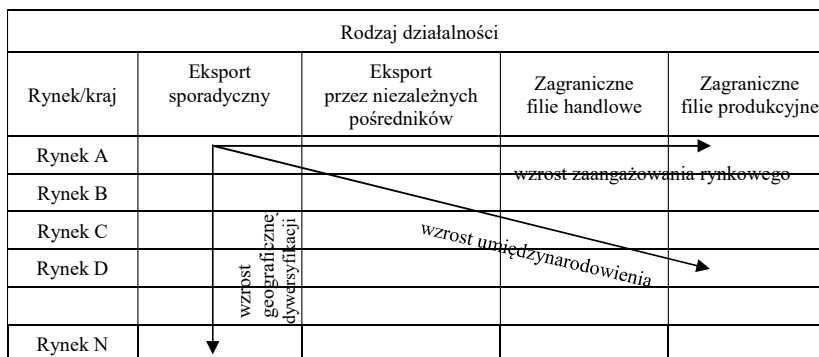 Rodzaj działalności
Rynek/kraj
Eksport
sporadyczny
Eksport
przez niezależnych
pośredników
Zagraniczne
filie handlowe
Zagraniczne
filie produkcyjne
Rynek A
wzrost zaangażowania rynkowego
Rynek B
Rynek C
wzrost umiędzynarodowienia
Rynek D
wzrost
geograficznej
dywersyfikacji
Rynek N